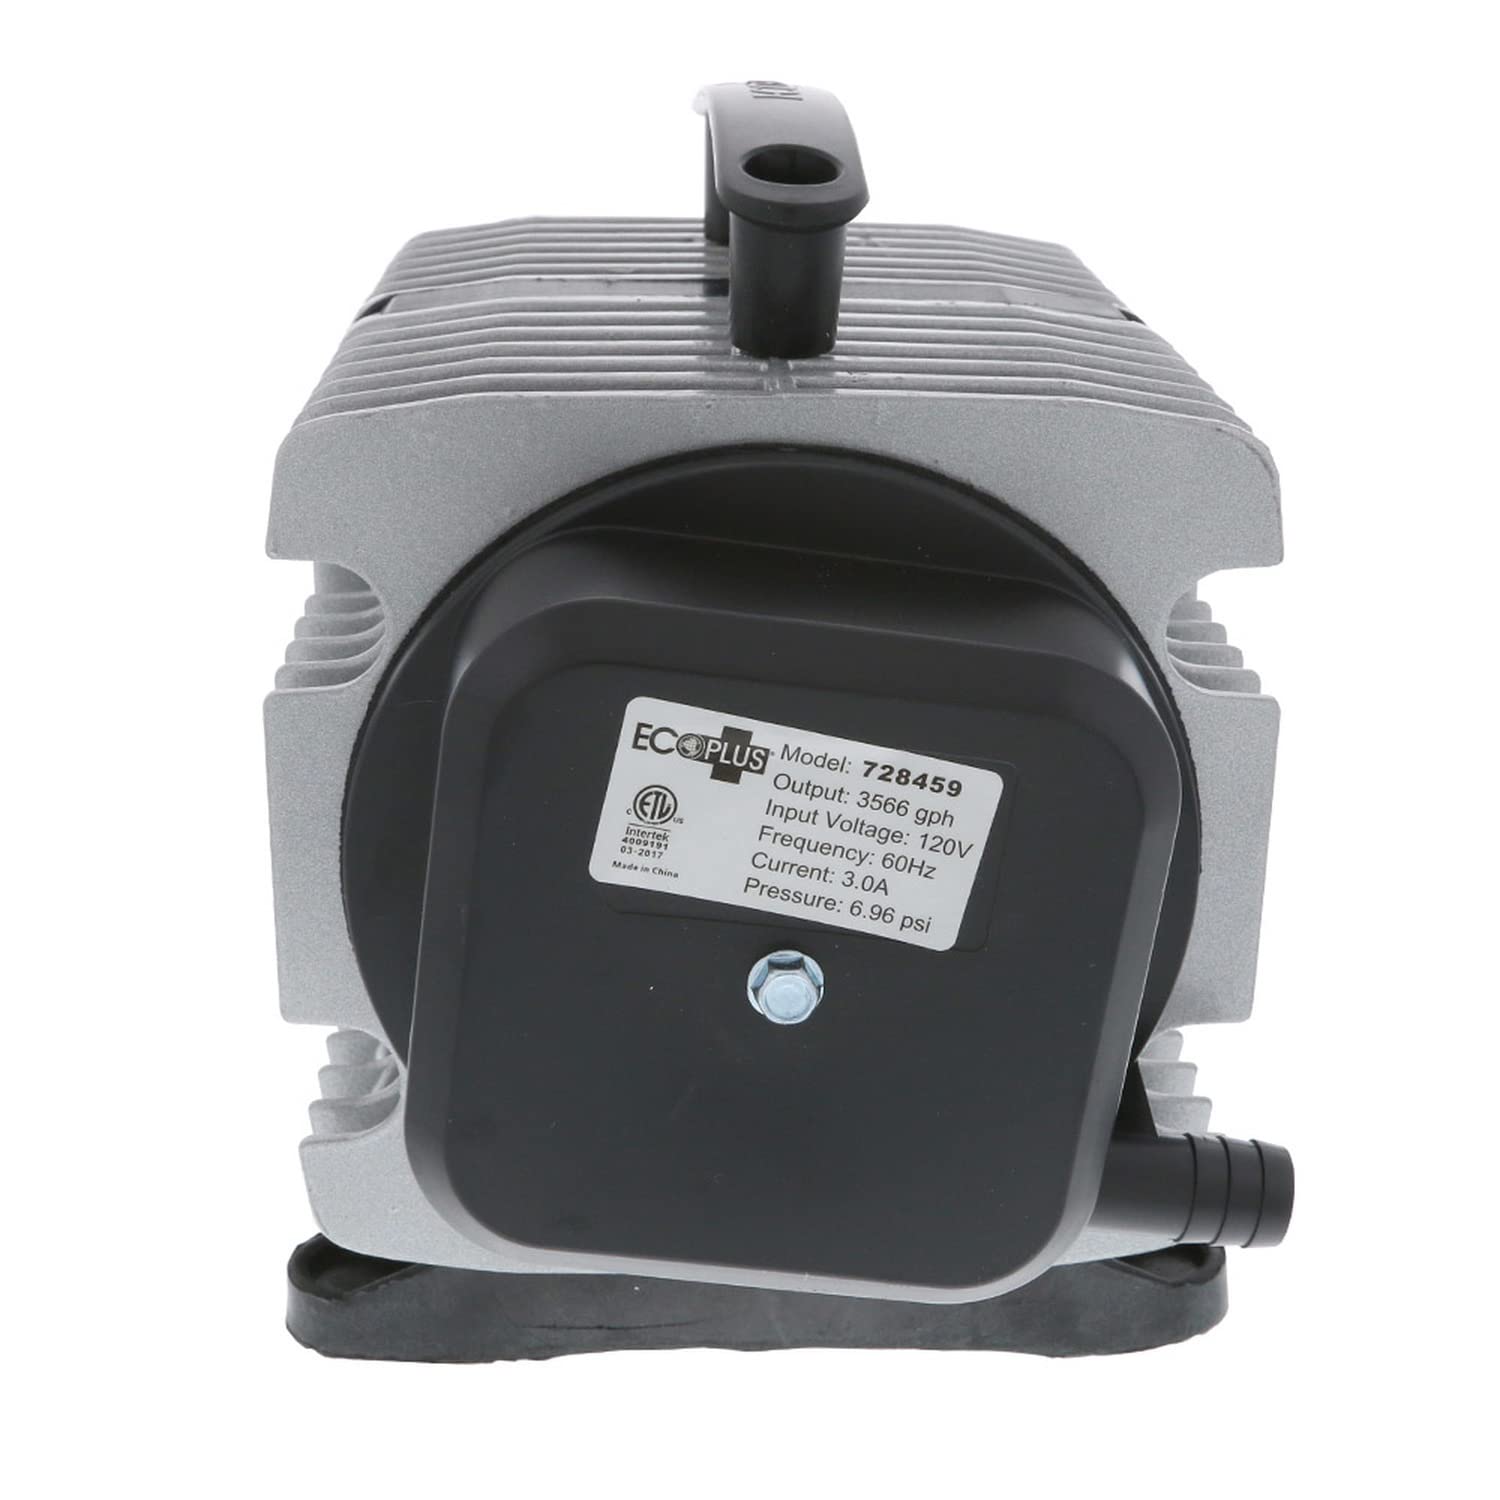 ECOPLUS®
Model: 728459
Output: 3566 gph
Input Voltage: 120V
Frequency: 60Hz
Current: 3.0A
Pressure: 6.96 psi
C ETL US
Intertek
4009191
03-2017
Made in China